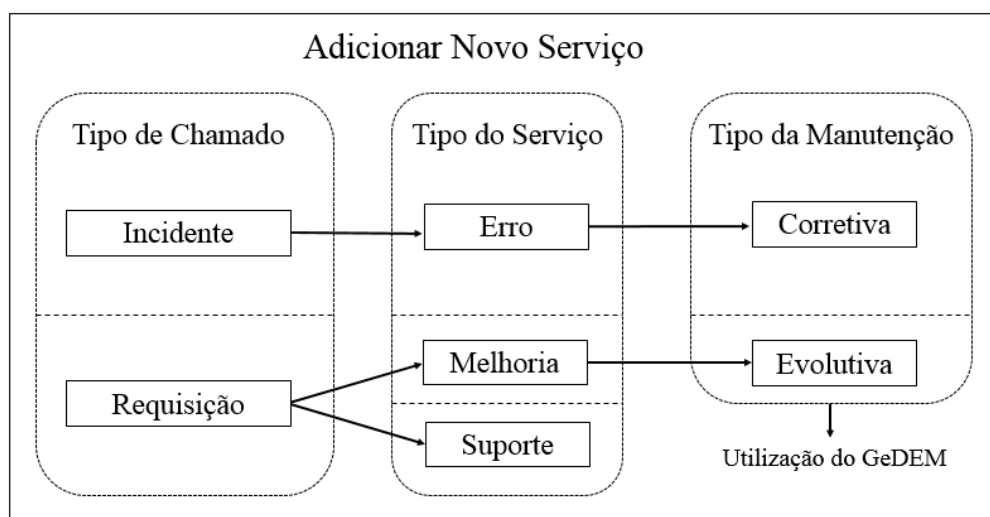 Adicionar Novo Serviço
Tipo de Chamado
Tipo do Serviço
Tipo da Manutenção
Incidente
Erro
Corretiva
Requisição
Melhoria
Evolutiva
Suporte
Utilização do GeDEM